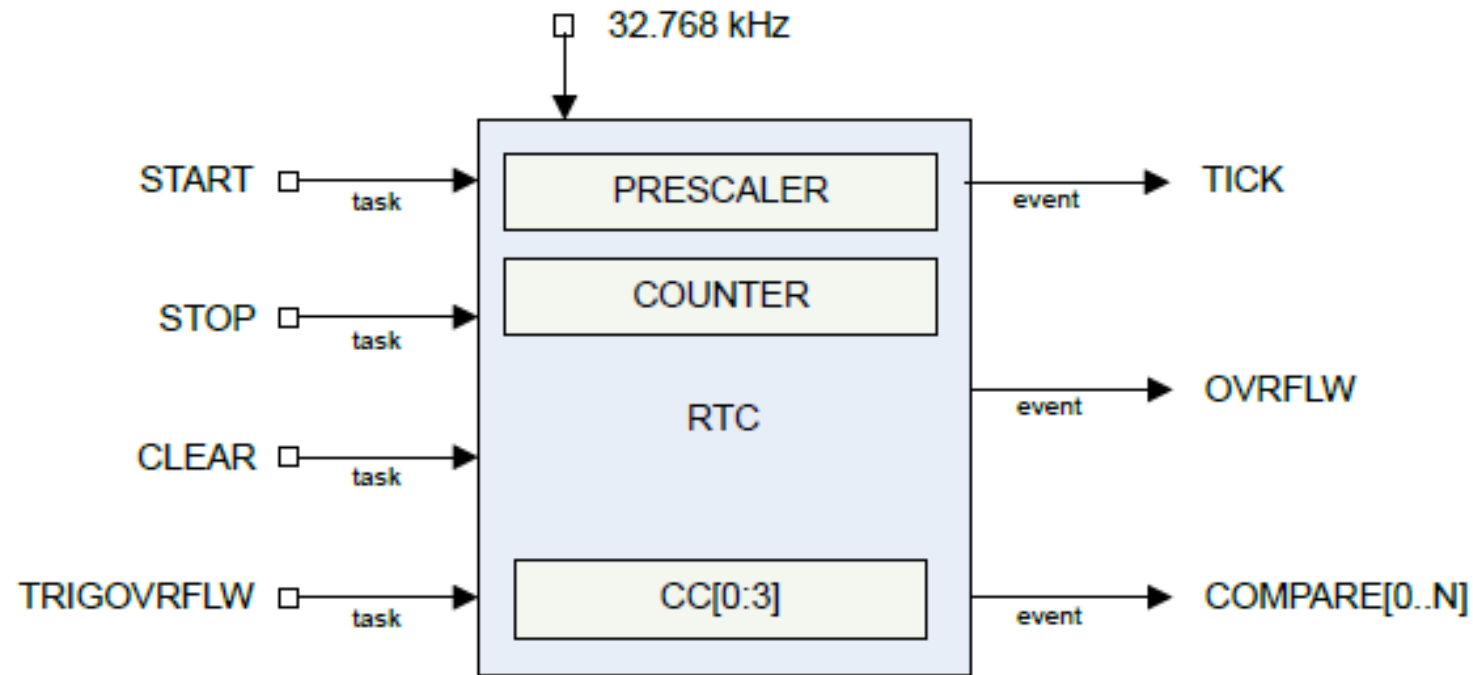 32.768 kHz
START
task
PRESCALER
event
TICK
STOP
task
COUNTER
RTC
event
OVRFLW
CLEAR
task
TRIGOVRFLW
task
CC[0:3]
event
COMPARE[0..N]